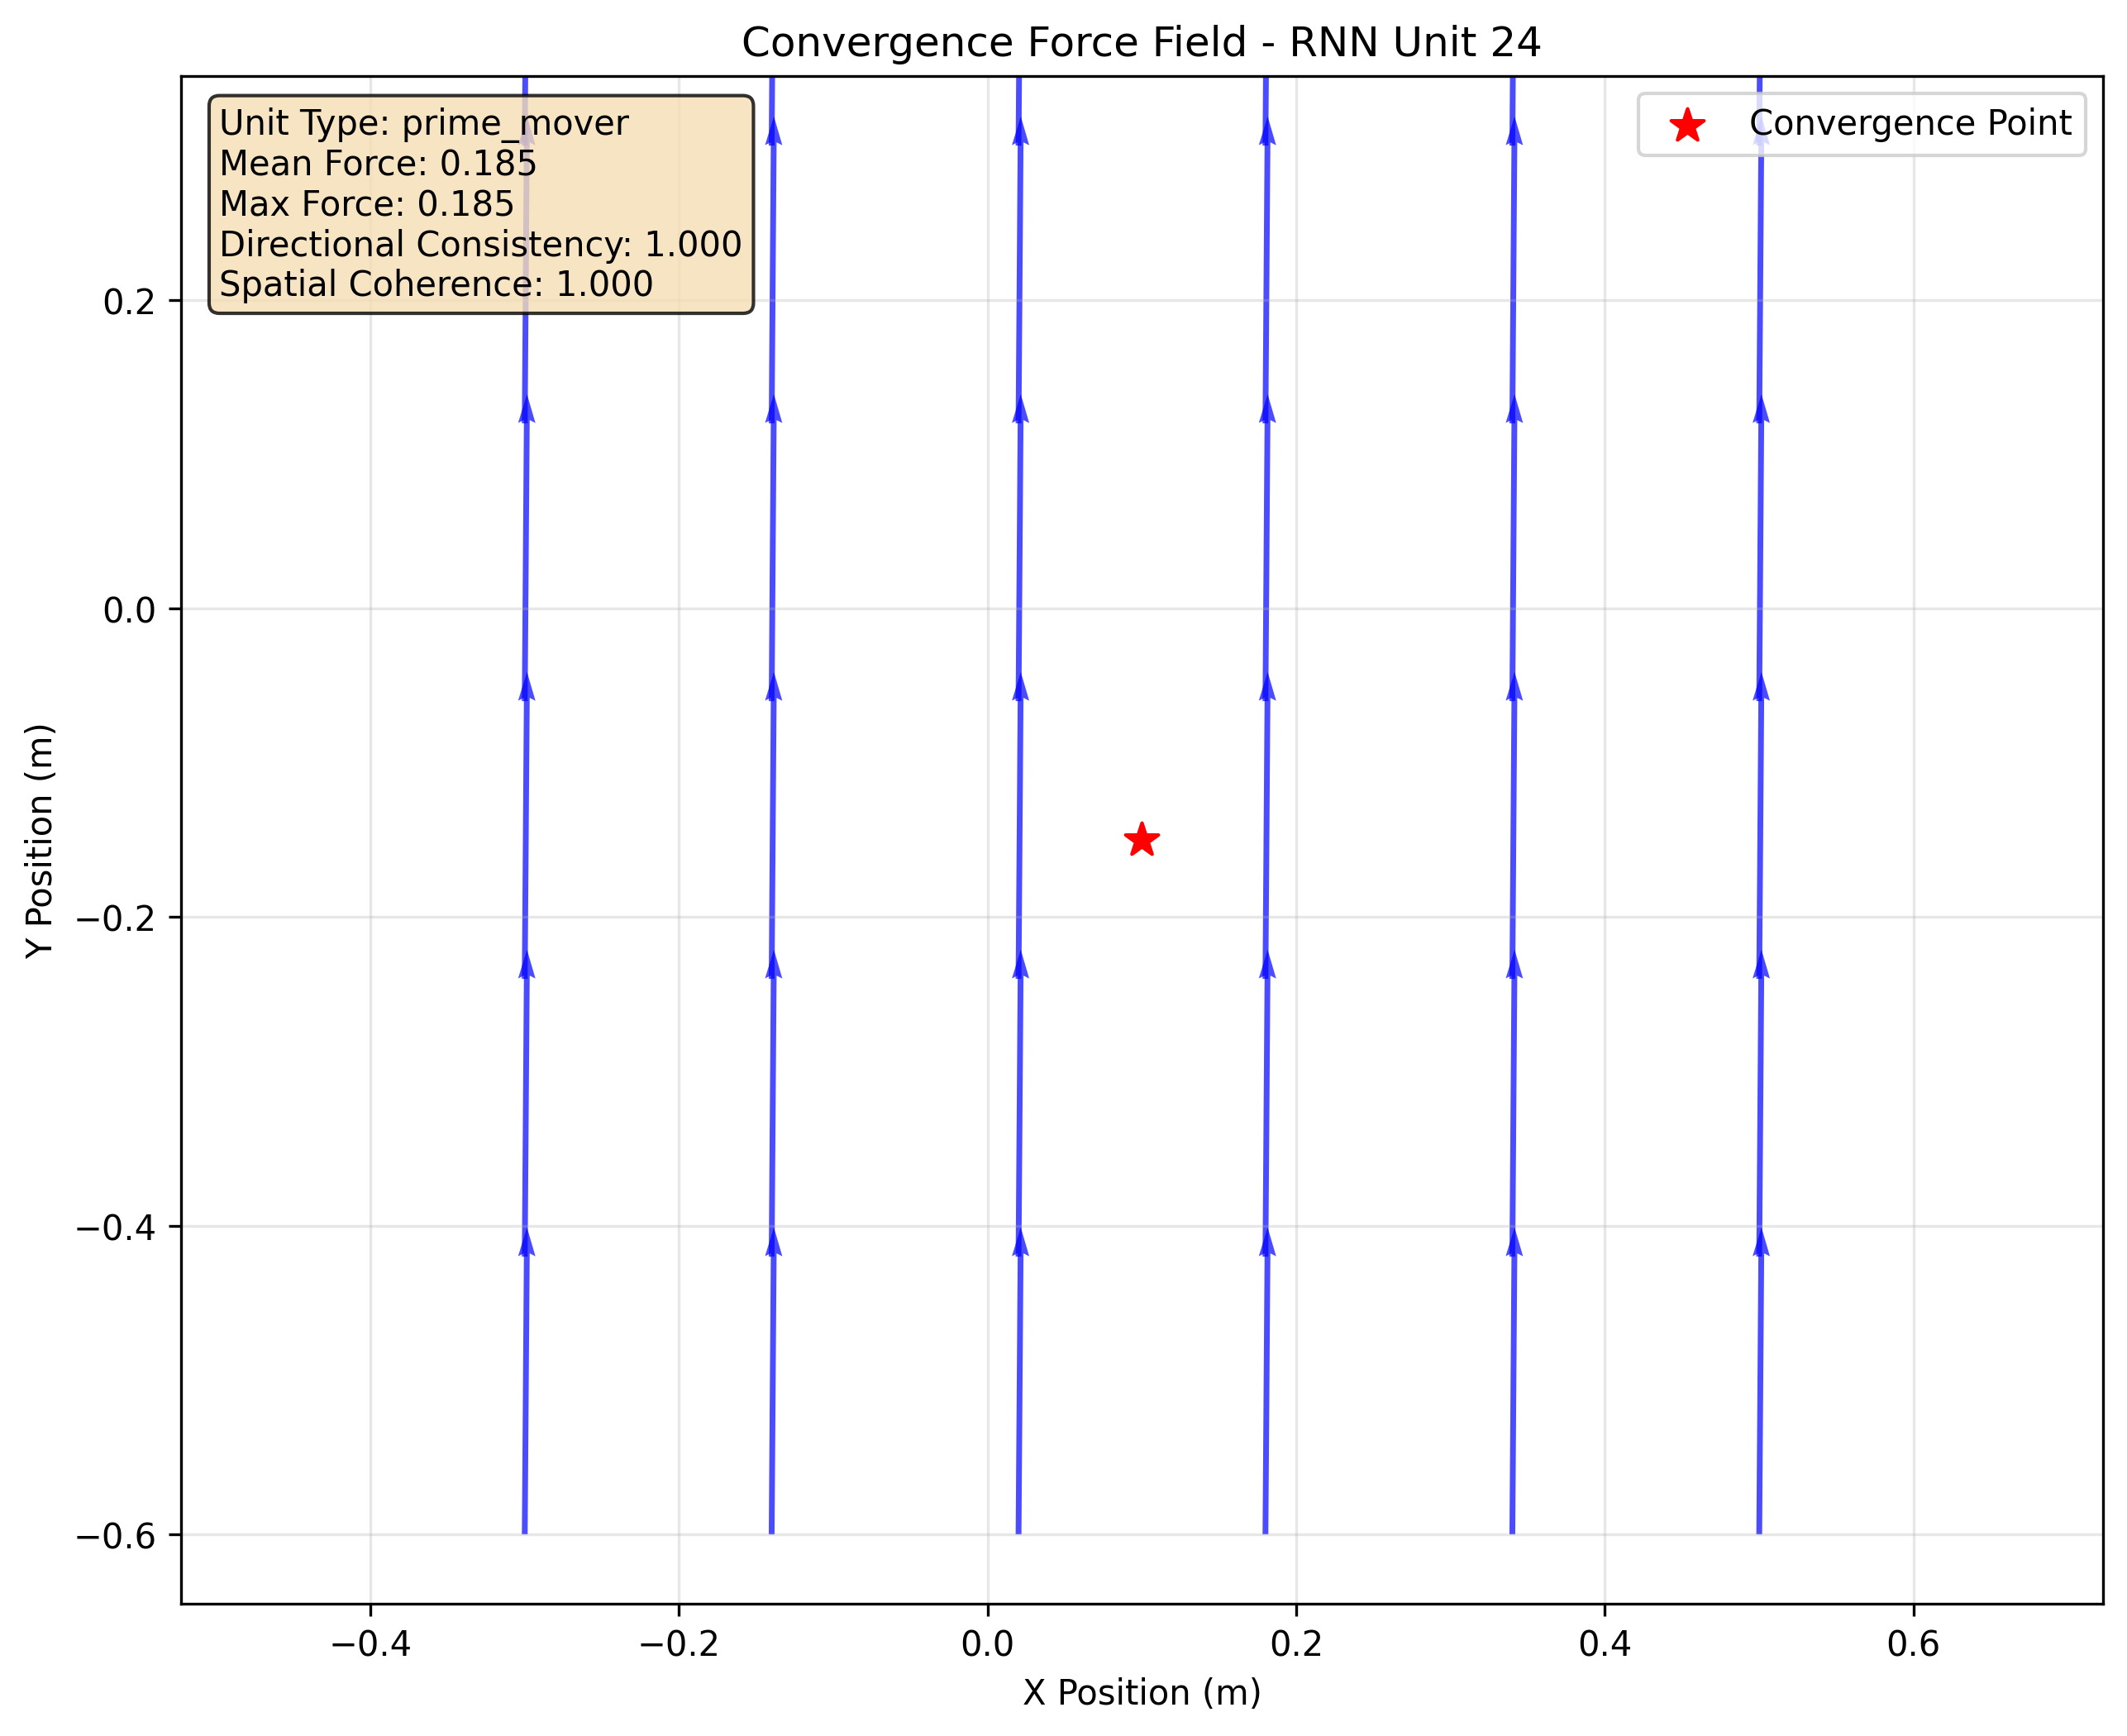 Convergence Force Field - RNN Unit 24
Unit Type: prime_mover
Mean Force: 0.185
Max Force: 0.185
Directional Consistency: 1.000
Spatial Coherence: 1.000
Convergence Point
0.2
0.0
−0.2
−0.4
−0.6
Y Position (m)
−0.4 −0.2 0.0 0.2 0.4 0.6
X Position (m)